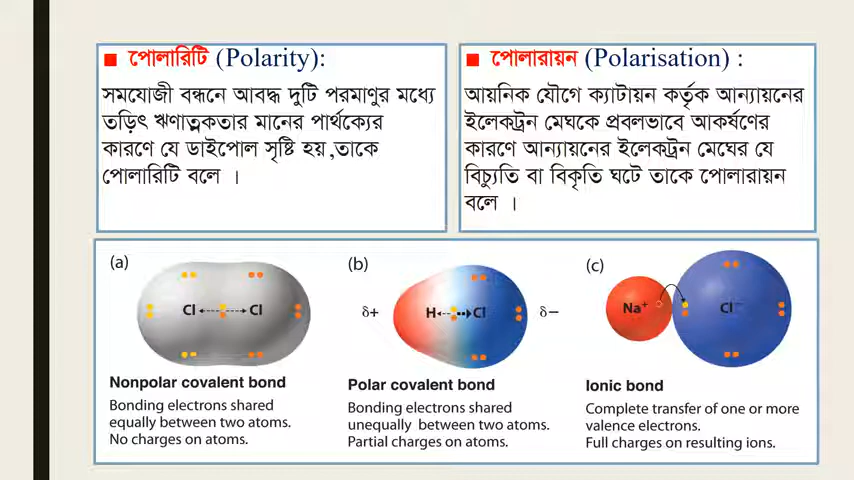 ■ পোলারিটি (Polarity):
সমযোজী বন্ধনে আবদ্ধ দুটি পরমাণুর মধ্যে
তড়িৎ ঋণাত্নকতার মানের পার্থক্যের
কারণে যে ডাইপোল সৃষ্টি হয় ,তাকে
পোলারিটি বলে ।
■ পোলারায়ন (Polarisation) :
আয়নিক যৌগে ক্যাটায়ন কর্তৃক আন্যায়নের
ইলেকট্রন মেঘকে প্রবলভাবে আকর্ষণের
কারণে আন্যায়নের ইলেকট্রন মেঘের যে
বিচ্যুতি বা বিকৃতি ঘটে তাকে পোলারায়ন
বলে ।
(a)
Cl Cl
Nonpolar covalent bond
Bonding electrons shared
equally between two atoms.
No charges on atoms.
(b)
δ+ H Cl δ−
Polar covalent bond
Bonding electrons shared
unequally between two atoms.
Partial charges on atoms.
(c)
Na⁺ Cl⁻
Ionic bond
Complete transfer of one or more
valence electrons.
Full charges on resulting ions.